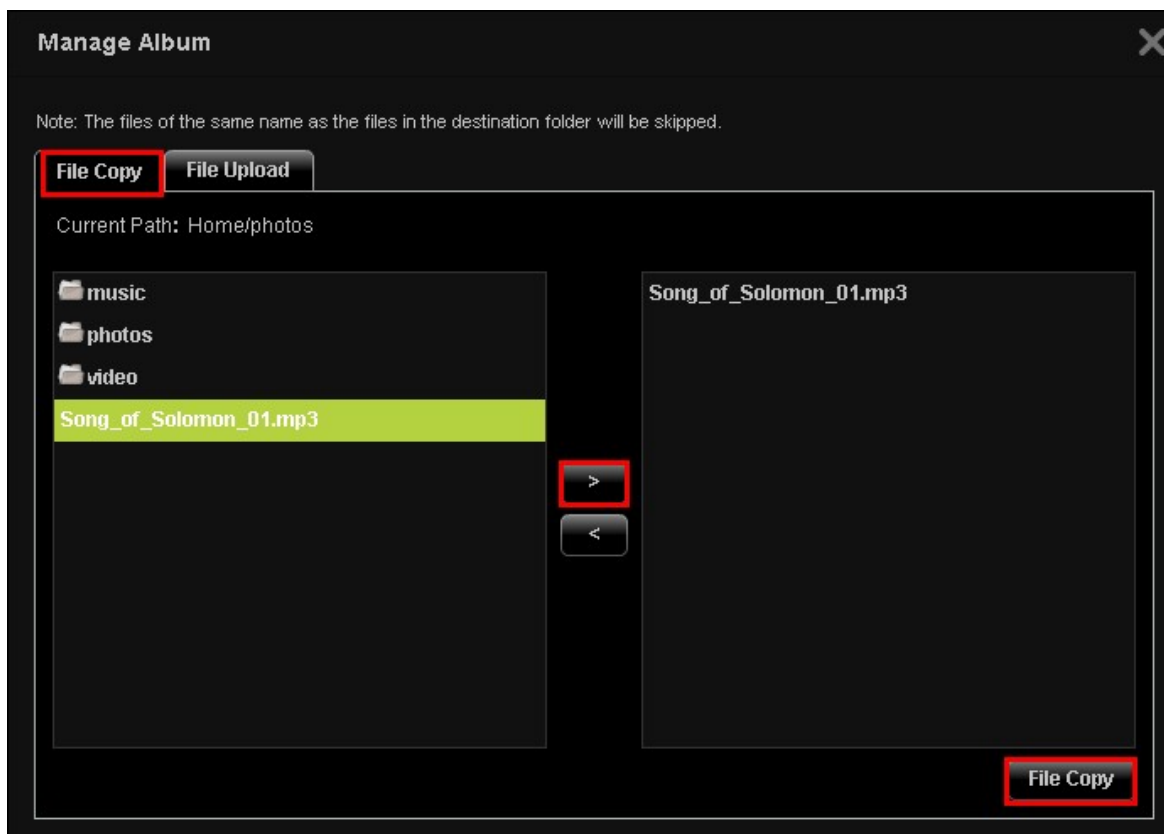 Manage Album
Note: The files of the same name as the files in the destination folder will be skipped.
File Copy
File Upload
Current Path: Home/photos
music
photos
video
Song_of_Solomon_01.mp3
>
<
Song_of_Solomon_01.mp3
File Copy